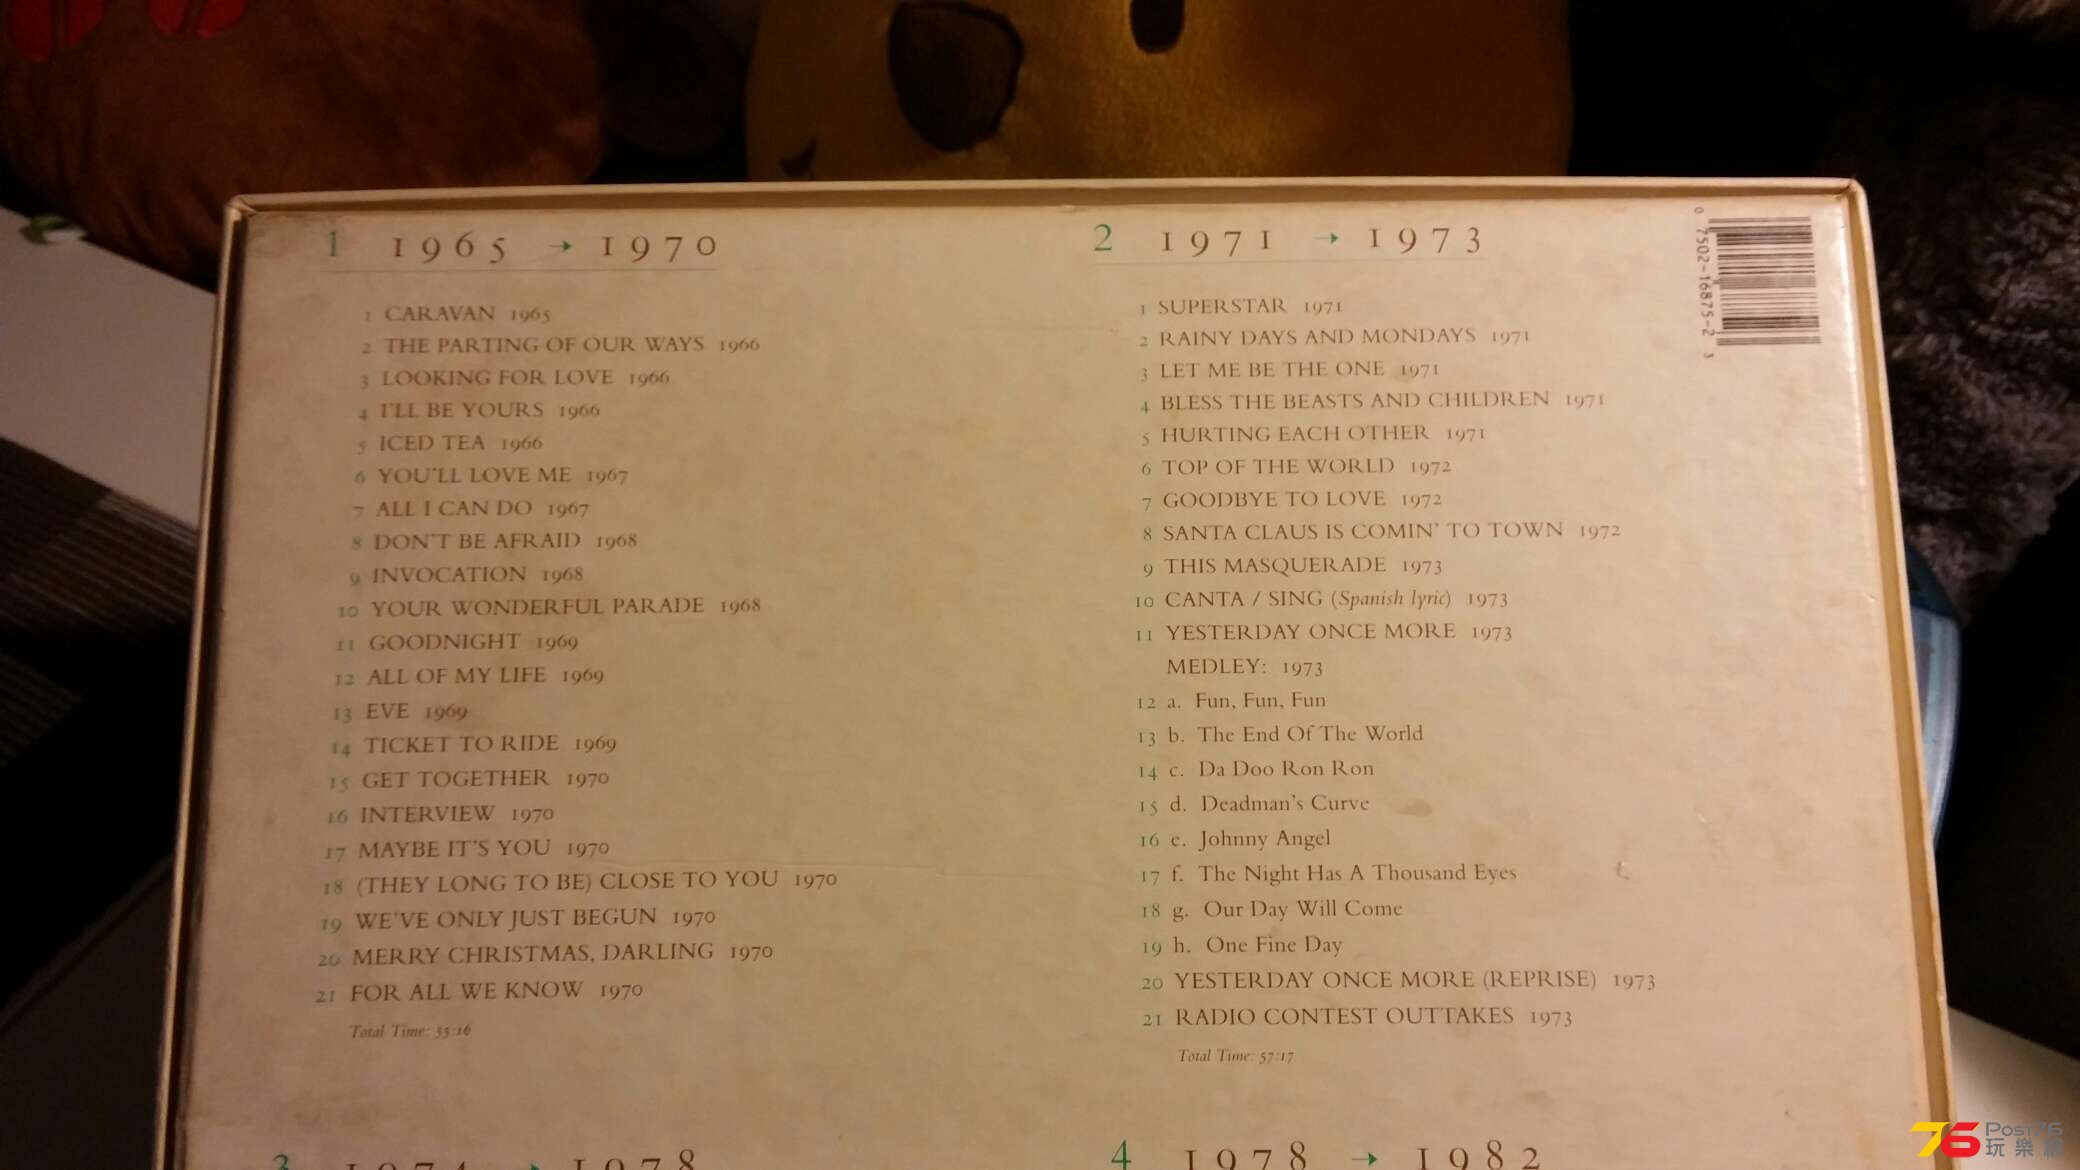 1 1965 → 1970
1 CARAVAN 1965
2 THE PARTING OF OUR WAYS 1966
3 LOOKING FOR LOVE 1966
4 I'LL BE YOURS 1966
5 ICED TEA 1966
6 YOU'LL LOVE ME 1967
7 ALL I CAN DO 1967
8 DON'T BE AFRAID 1968
9 INVOCATION 1968
10 YOUR WONDERFUL PARADE 1968
11 GOODNIGHT 1969
12 ALL OF MY LIFE 1969
13 EVE 1969
14 TICKET TO RIDE 1969
15 GET TOGETHER 1970
16 INTERVIEW 1970
17 MAYBE IT'S YOU 1970
18 (THEY LONG TO BE) CLOSE TO YOU 1970
19 WE'VE ONLY JUST BEGUN 1970
20 MERRY CHRISTMAS, DARLING 1970
21 FOR ALL WE KNOW 1970
Total Time: 55:16
2 1971 → 1973
1 SUPERSTAR 1971
2 RAINY DAYS AND MONDAYS 1971
3 LET ME BE THE ONE 1971
4 BLESS THE BEASTS AND CHILDREN 1971
5 HURTING EACH OTHER 1971
6 TOP OF THE WORLD 1972
7 GOODBYE TO LOVE 1972
8 SANTA CLAUS IS COMIN' TO TOWN 1972
9 THIS MASQUERADE 1973
10 CANTA / SING (Spanish lyric) 1973
11 YESTERDAY ONCE MORE 1973
MEDLEY: 1973
12 a. Fun, Fun, Fun
13 b. The End Of The World
14 c. Da Doo Ron Ron
15 d. Deadman's Curve
16 e. Johnny Angel
17 f. The Night Has A Thousand Eyes
18 g. Our Day Will Come
19 h. One Fine Day
20 YESTERDAY ONCE MORE (REPRISE) 1973
21 RADIO CONTEST OUTTAKES 1973
Total Time: 57:17
0 7502-16875-2 3
3 1974 → 1978
4 1978 → 1982
76 Post76
玩樂網